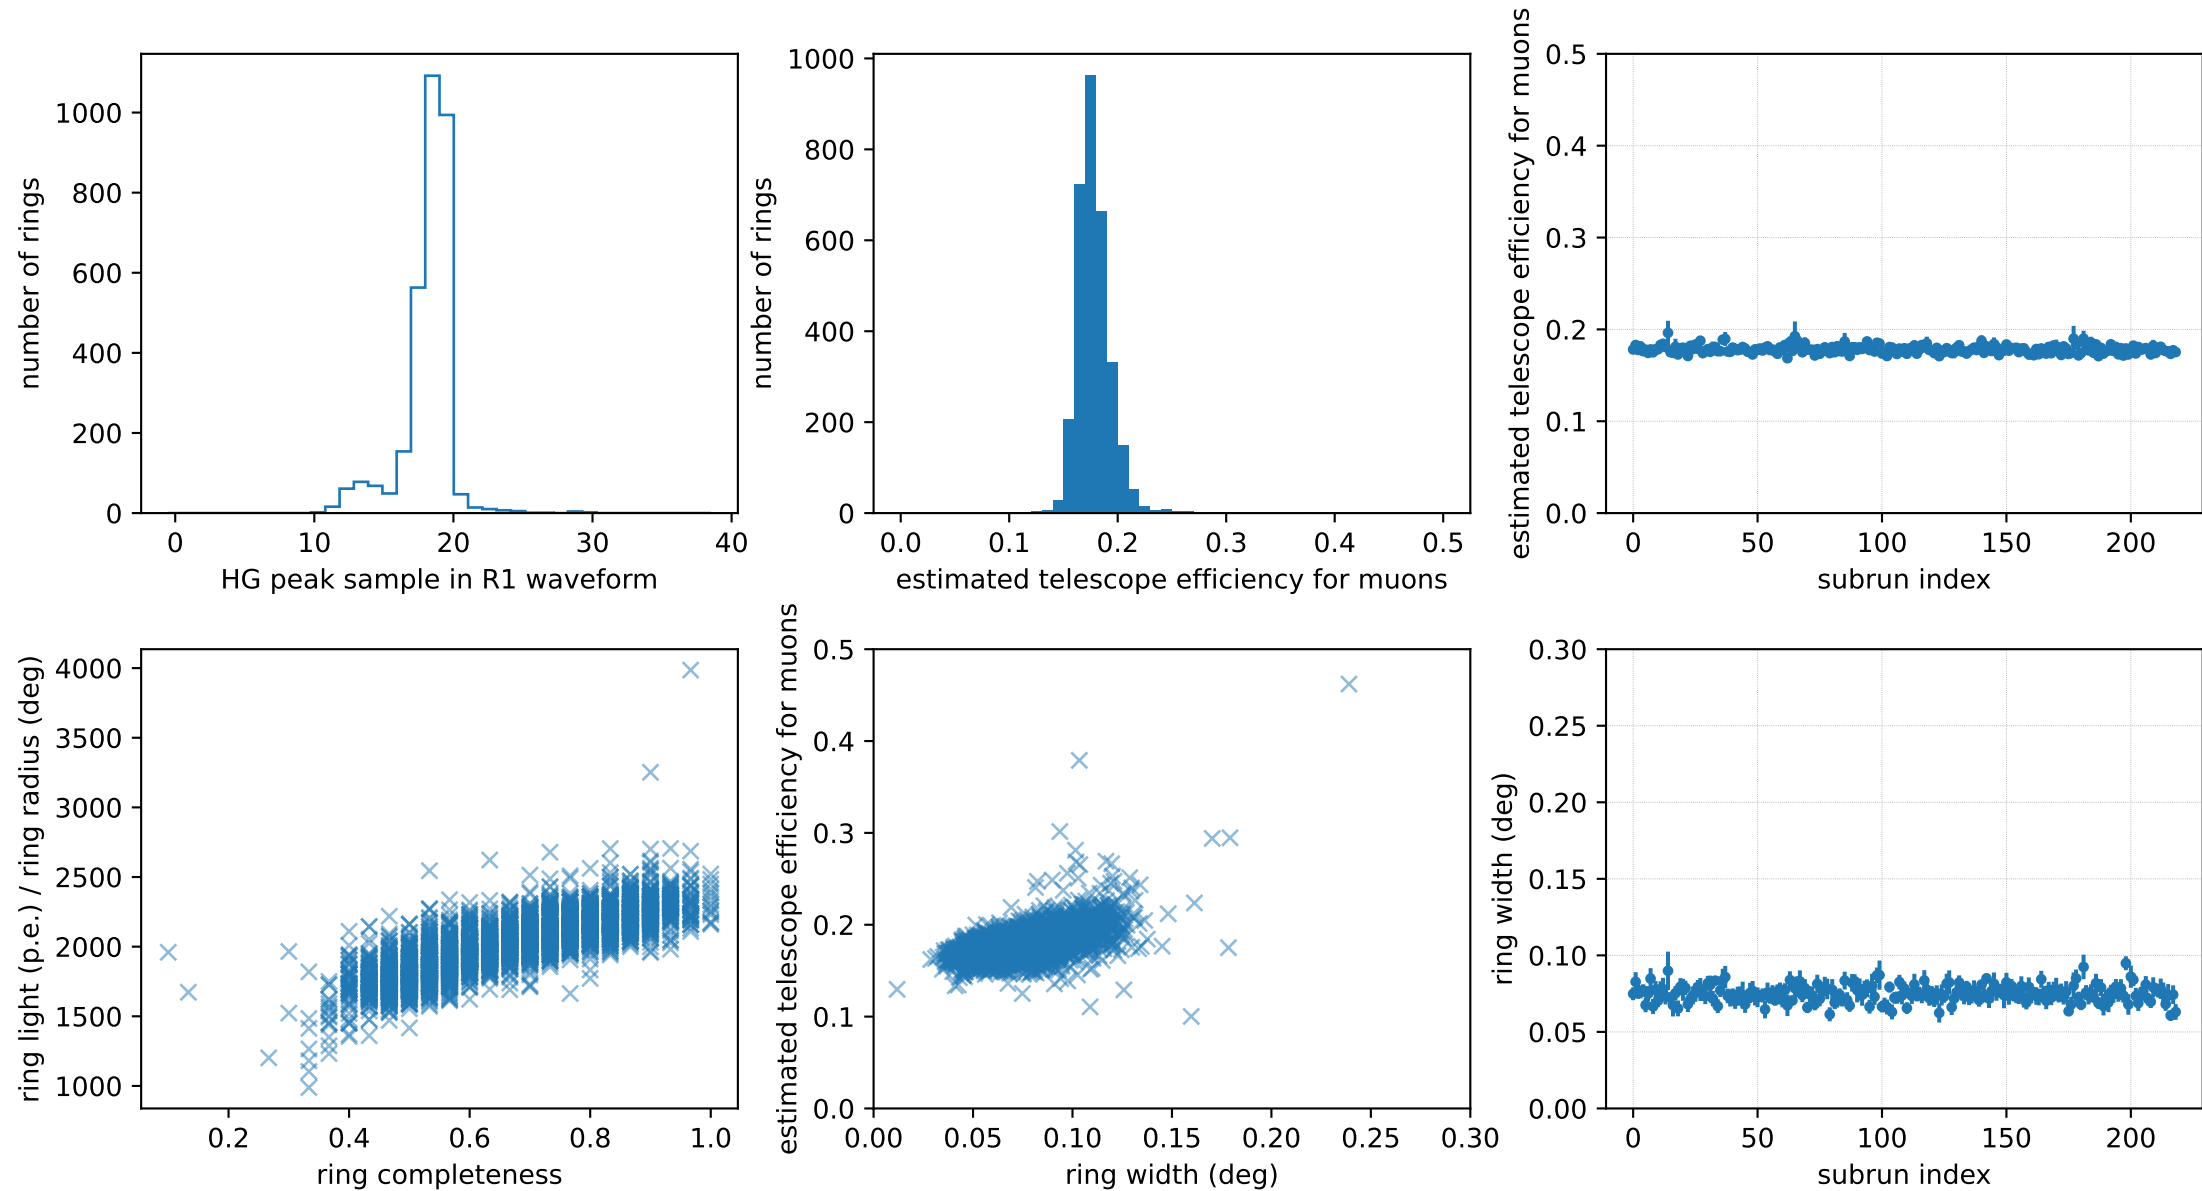 number of rings
1000
800
600
400
200
0
0 10 20 30 40
HG peak sample in R1 waveform
number of rings
1000
800
600
400
200
0
0.0 0.1 0.2 0.3 0.4 0.5
estimated telescope efficiency for muons
estimated telescope efficiency for muons
0.5
0.4
0.3
0.2
0.1
0.0
0 50 100 150 200
subrun index
ring light (p.e.) / ring radius (deg)
4000
3500
3000
2500
2000
1500
1000
0.2 0.4 0.6 0.8 1.0
ring completeness
estimated telescope efficiency for muons
0.5
0.4
0.3
0.2
0.1
0.0
0.00 0.05 0.10 0.15 0.20 0.25 0.30
ring width (deg)
ring width (deg)
0.30
0.25
0.20
0.15
0.10
0.05
0.00
0 50 100 150 200
subrun index